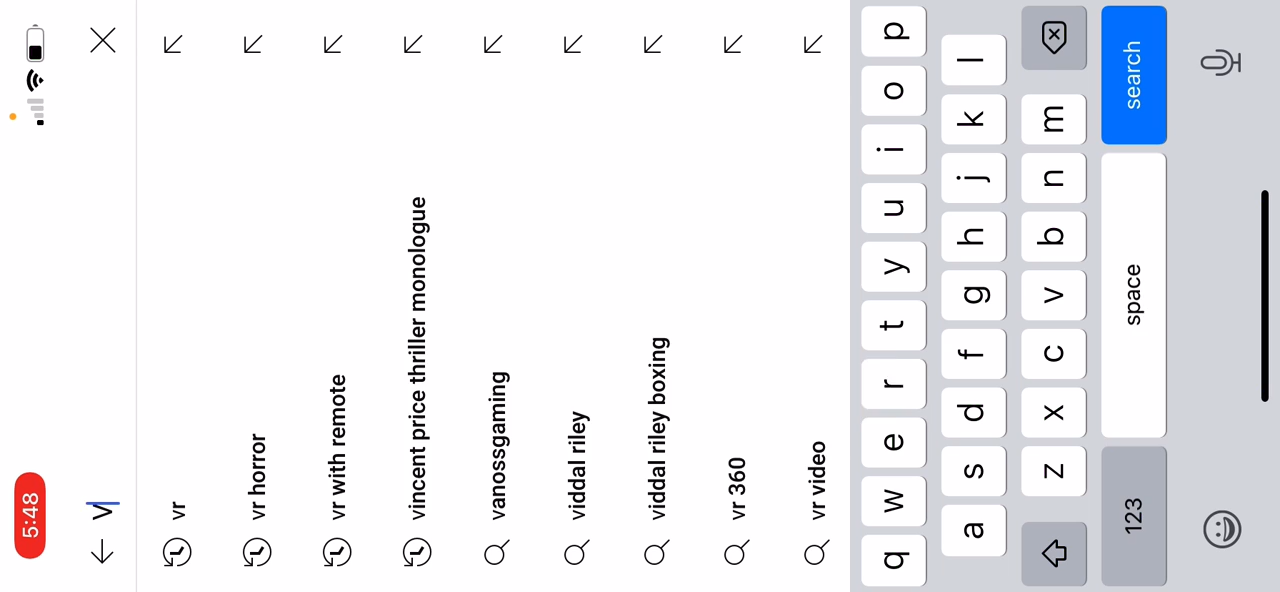 5:48
V
vr
vr horror
vr with remote
vincent price thriller monologue
vanossgaming
viddal riley
viddal riley boxing
vr 360
vr video
q w e r t y u i o p
a s d f g h j k l
z x c v b n m
123 space search